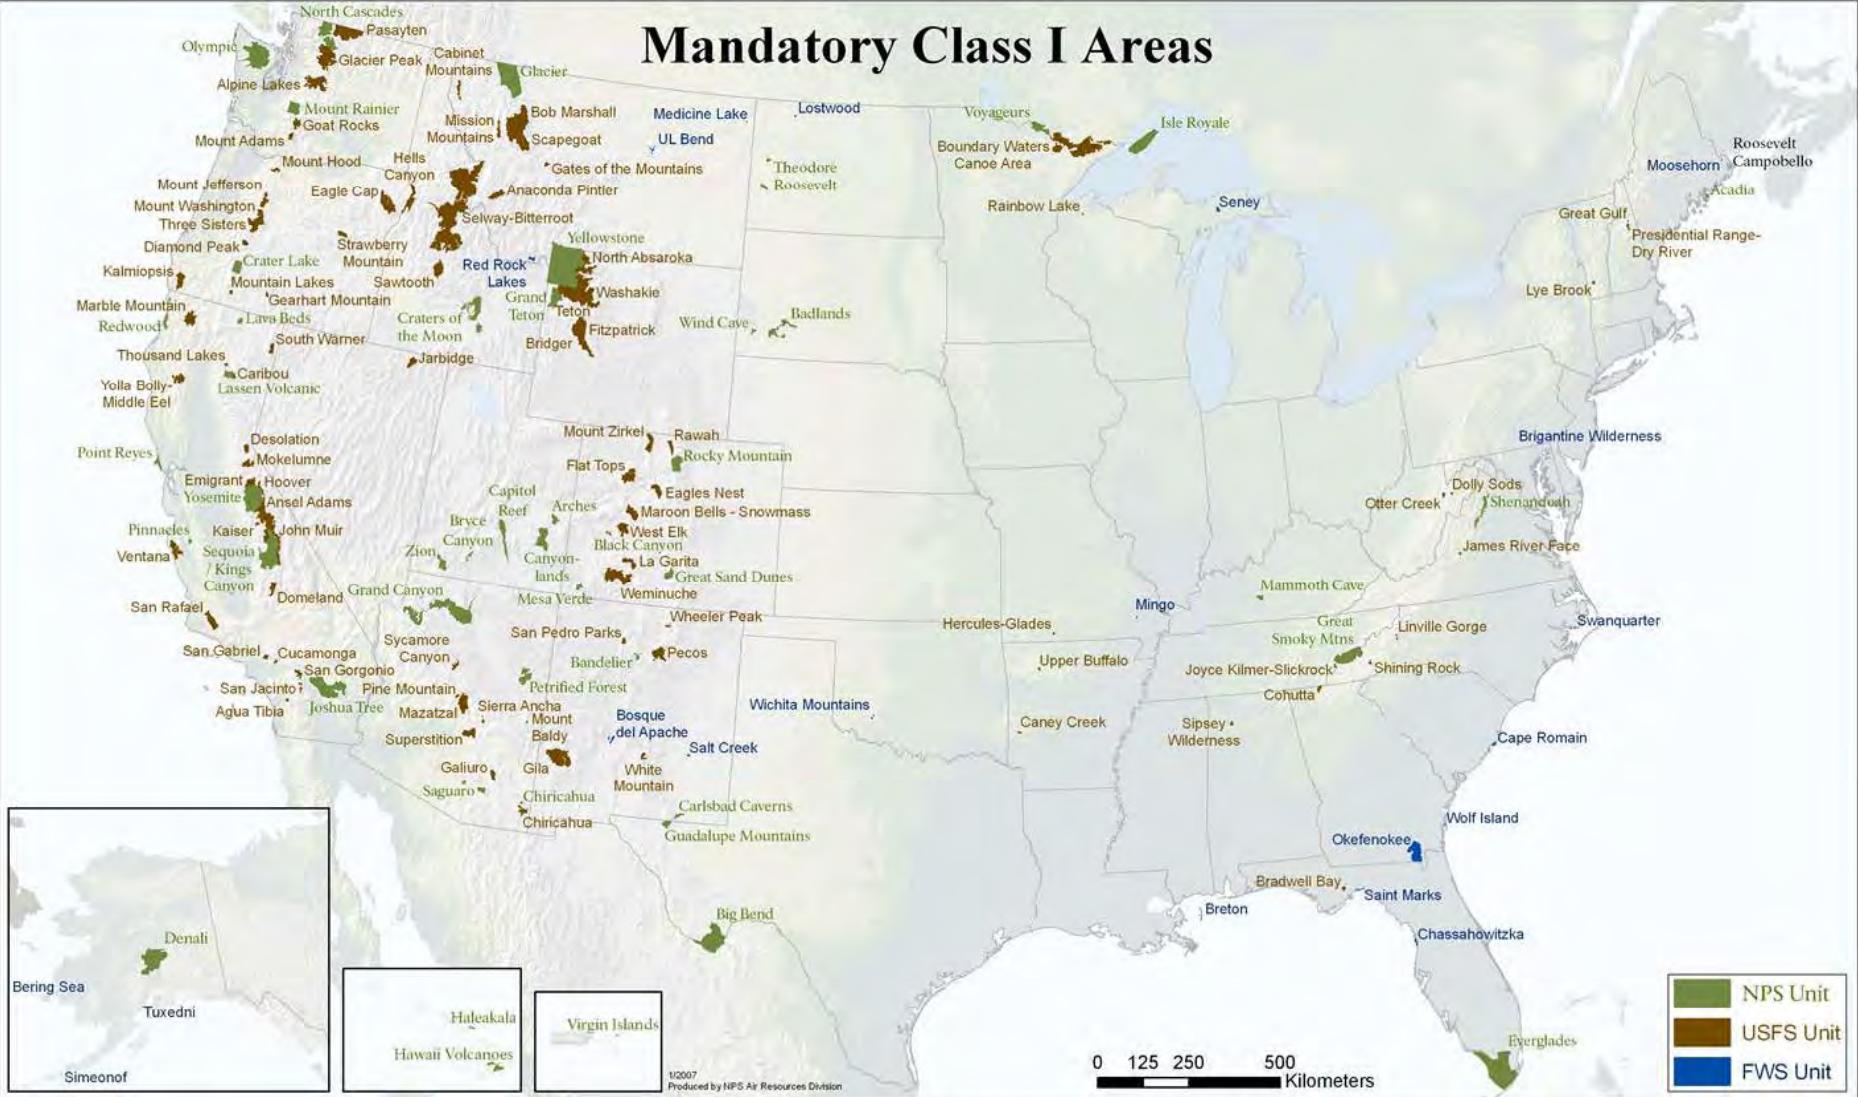 Mandatory Class I Areas
North Cascades
Pasayten
Olympic
Glacier Peak
Cabinet
Mountains
Glacier
Alpine Lakes
Mount Rainier
Goat Rocks
Mount Adams
Mission
Mountains
Bob Marshall
Scapegoat
Medicine Lake
Lostwood
UL Bend
Voyageurs
Isle Royale
Boundary Waters
Canoe Area
Roosevelt
Campobello
Moosehorn
Acadia
Mount Hood
Hells
Canyon
Gates of the Mountains
Theodore
Roosevelt
Mount Jefferson
Eagle Cap
Anaconda Pintler
Mount Washington
Three Sisters
Selway-Bitterroot
Rainbow Lake
Seney
Great Gulf
Presidential Range-
Dry River
Diamond Peak
Strawberry
Mountain
Yellowstone
North Absaroka
Crater Lake
Kalmiopsis
Mountain Lakes
Sawtooth
Red Rock
Lakes
Washakie
Lye Brook
Gearhart Mountain
Marble Mountain
Redwood
Lava Beds
Craters of
the Moon
Grand
Teton
Teton
Fitzpatrick
Bridger
Wind Cave
Badlands
South Warner
Thousand Lakes
Caribou
Lassen Volcanic
Jarbidge
Yolla Bolly-
Middle Eel
Desolation
Mokelumne
Point Reyes
Mount Zirkel
Rawah
Rocky Mountain
Flat Tops
Brigantine Wilderness
Emigrant
Hoover
Yosemite
Ansel Adams
Capitol
Reef
Arches
Eagles Nest
Maroon Bells - Snowmass
Dolly Sods
Otter Creek
Shenandoah
Pinnacles
Kaiser
John Muir
Bryce
Canyon
West Elk
Black Canyon
Ventana
Sequoia
/ Kings
Canyon
Zion
Canyon-
lands
La Garita
Great Sand Dunes
James River Face
Domeland
Grand Canyon
Mesa Verde
Weminuche
Mammoth Cave
San Rafael
Wheeler Peak
San Pedro Parks
Hercules-Glades
Mingo
Great
Smoky Mtns
Linville Gorge
Swanquarter
San Gabriel
Cucamonga
Sycamore
Canyon
Bandelier
Pecos
Upper Buffalo
Joyce Kilmer-Slickrock
Shining Rock
San Gorgonio
San Jacinto
Pine Mountain
Petrified Forest
Cohutta
Agua Tibia
Joshua Tree
Mazatzal
Sierra Ancha
Mount
Baldy
Bosque
del Apache
Wichita Mountains
Caney Creek
Sipsey
Wilderness
Cape Romain
Superstition
Salt Creek
Galiuro
Gila
White
Mountain
Saguaro
Chiricahua
Chiricahua
Carlsbad Caverns
Guadalupe Mountains
Wolf Island
Okefenokee
Bradwell Bay
Saint Marks
Breton
Big Bend
Chassahowitzka
Everglades
Denali
Bering Sea
Tuxedni
Simeonof
Haleakala
Hawaii Volcanoes
Virgin Islands
1/2007
Produced by NPS Air Resources Division
0 125 250 500
Kilometers
NPS Unit
USFS Unit
FWS Unit